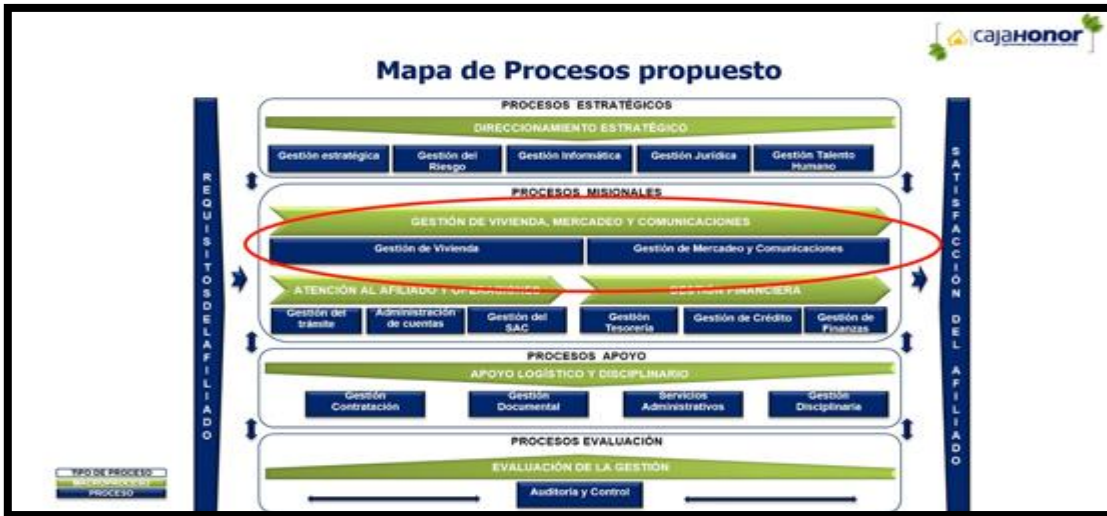 cajaHonor
Mapa de Procesos propuesto
REQUISITOS DEL AFILIADO
PROCESOS ESTRATÉGICOS
DIRECCIONAMIENTO ESTRATÉGICO
Gestión estratégica
Gestión del
Riesgo
Gestión Informática
Gestión Jurídica
Gestión Talento
Humano
PROCESOS MISIONALES
GESTIÓN DE VIVIENDA, MERCADEO Y COMUNICACIONES
Gestión de Vivienda
Gestión de Mercadeo y Comunicaciones
ATENCIÓN AL AFILIADO Y OPERACIONES
GESTIÓN FINANCIERA
Gestión del
trámite
Administración
de cuentas
Gestión del
SAC
Gestión
Tesorería
Gestión de Crédito
Gestión de
Finanzas
PROCESOS APOYO
APOYO LOGÍSTICO Y DISCIPLINARIO
Gestión
Contratación
Gestión
Documental
Servicios
Administrativos
Gestión
Disciplinaria
PROCESOS EVALUACIÓN
EVALUACIÓN DE LA GESTIÓN
Auditoría y Control
SATISFACCIÓN DEL AFILIADO
TIPO DE PROCESO
MACROPROCESO
PROCESO